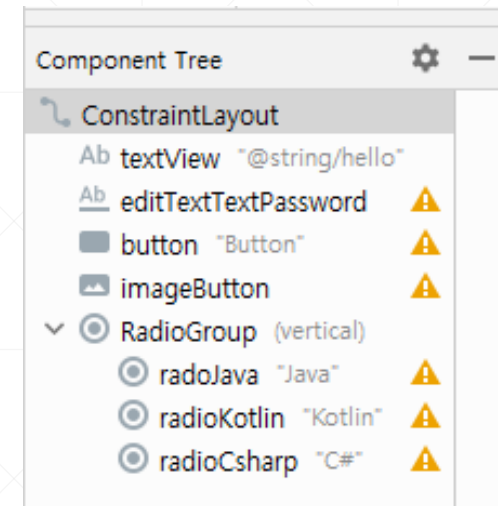 Component Tree
ConstraintLayout
Ab textView "@string/hello"
Ab editTextTextPassword
button "Button"
imageButton
RadioGroup (vertical)
radoJava "Java"
radioKotlin "Kotlin"
radioCsharp "C#"